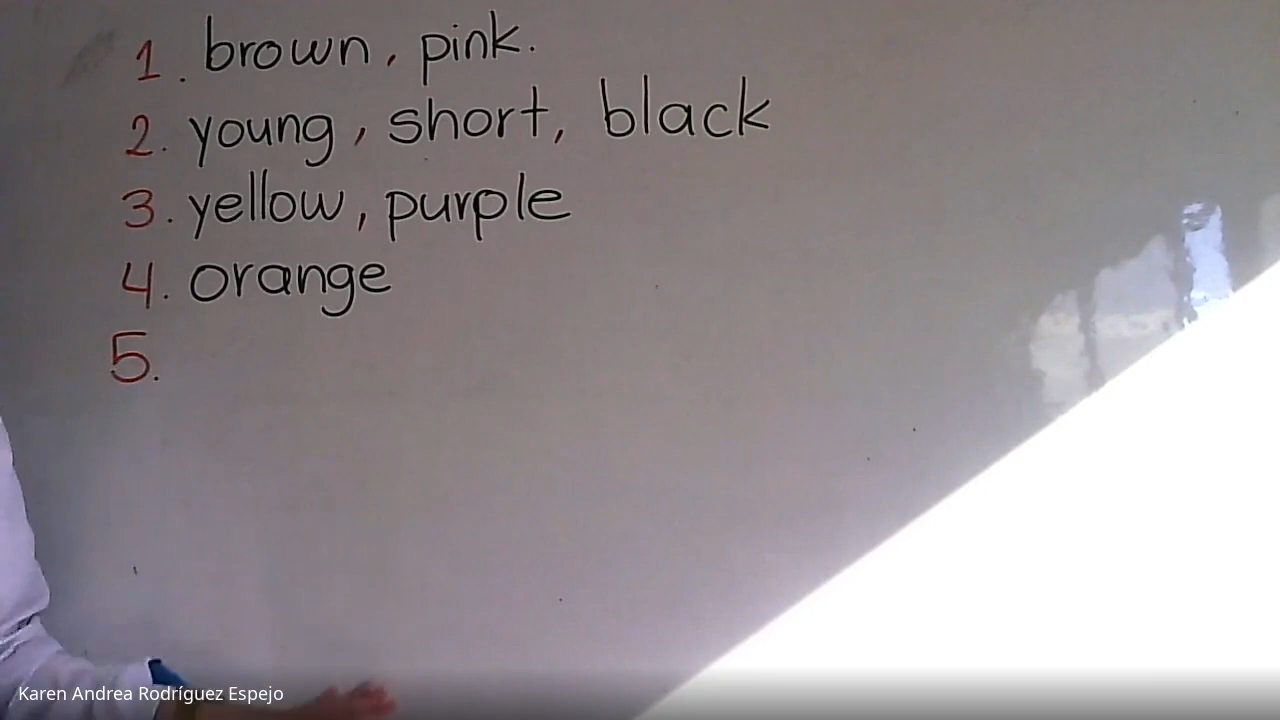 1. brown, pink.
2. young, short, black
3. yellow, purple
4. orange
5.
Karen Andrea Rodríguez Espejo